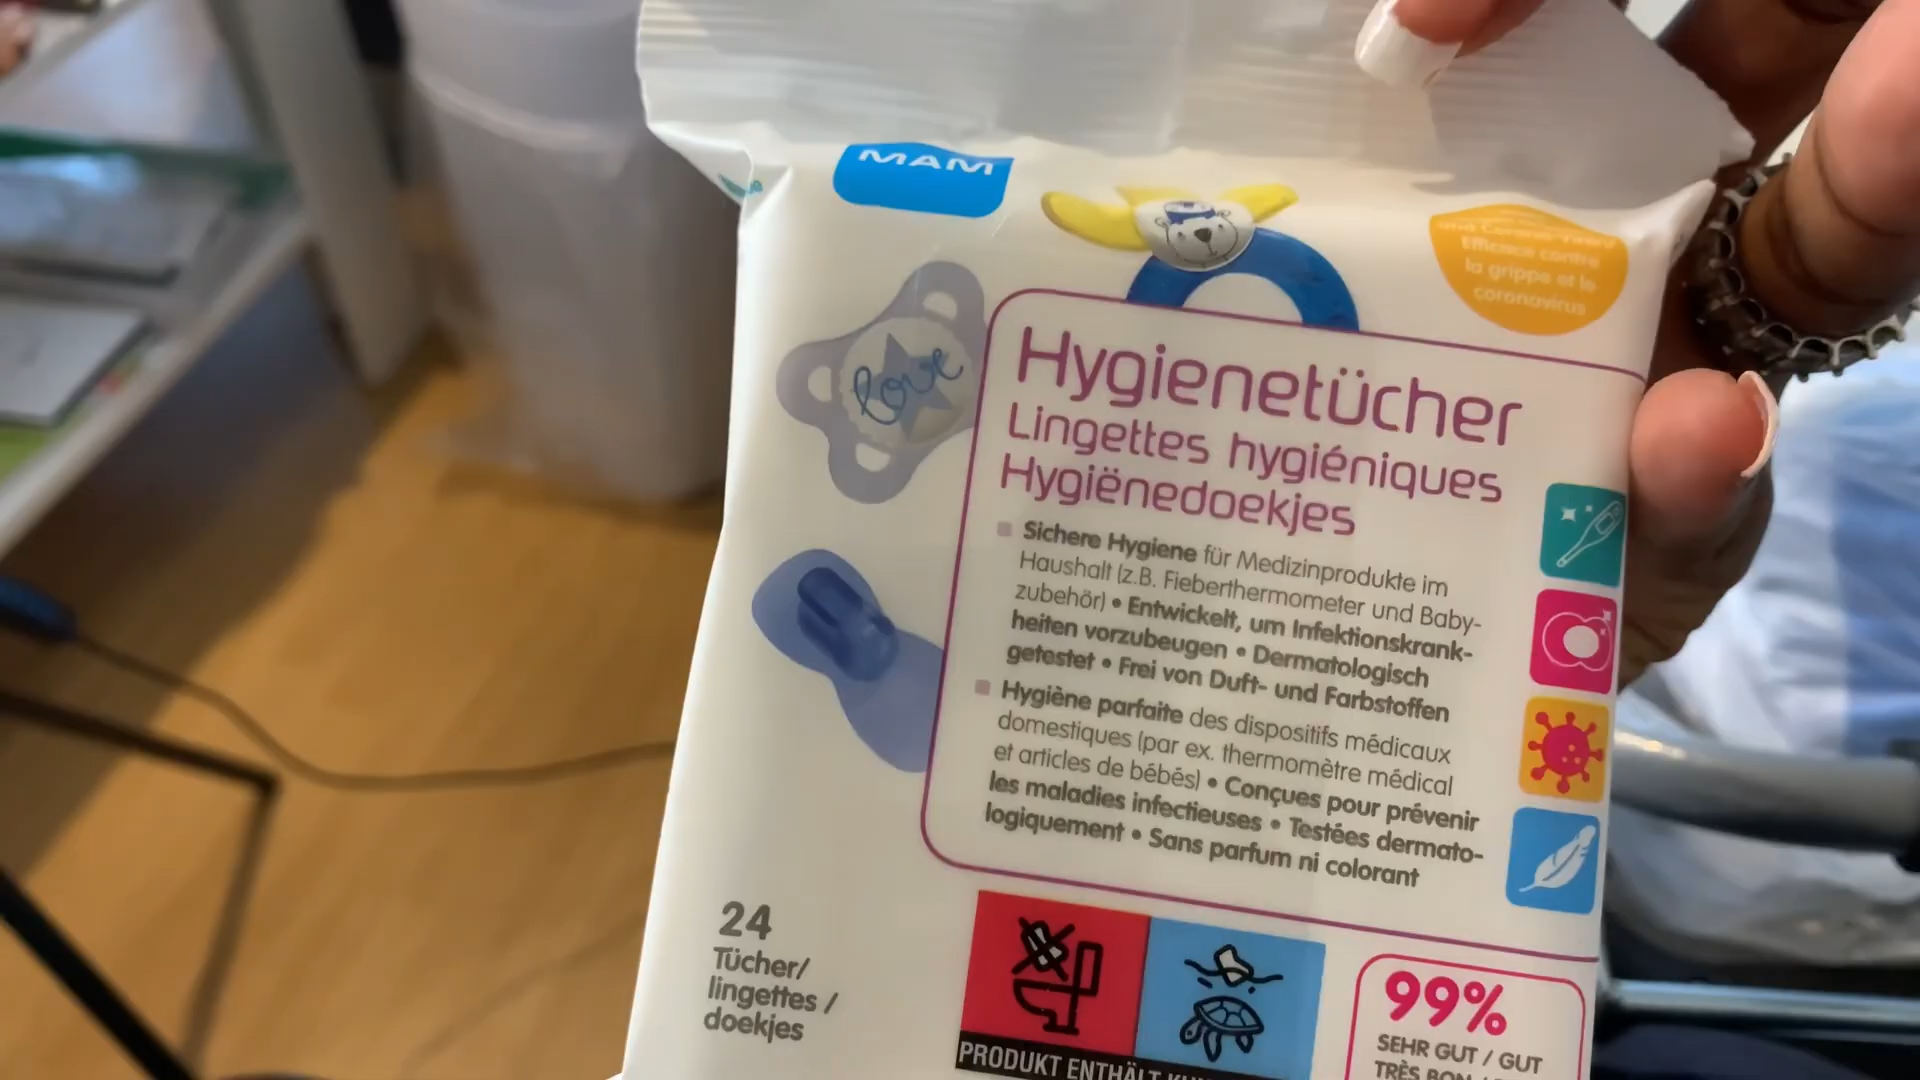 MAM
Efficace contre
la grippe et le
coronavirus
love
Hygienetücher
Lingettes hygiéniques
Hygiënedoekjes
Sichere Hygiene für Medizinprodukte im
Haushalt (z.B. Fieberthermometer und Baby-
zubehör) • Entwickelt, um Infektionskrank-
heiten vorzubeugen • Dermatologisch
getestet • Frei von Duft- und Farbstoffen
Hygiène parfaite des dispositifs médicaux
domestiques (par ex. thermomètre médical
et articles de bébés) • Conçues pour prévenir
les maladies infectieuses • Testées dermato-
logiquement • Sans parfum ni colorant
24
Tücher/
lingettes /
doekjes
PRODUKT ENTHÄLT
99%
SEHR GUT / GUT
TRÈS BON